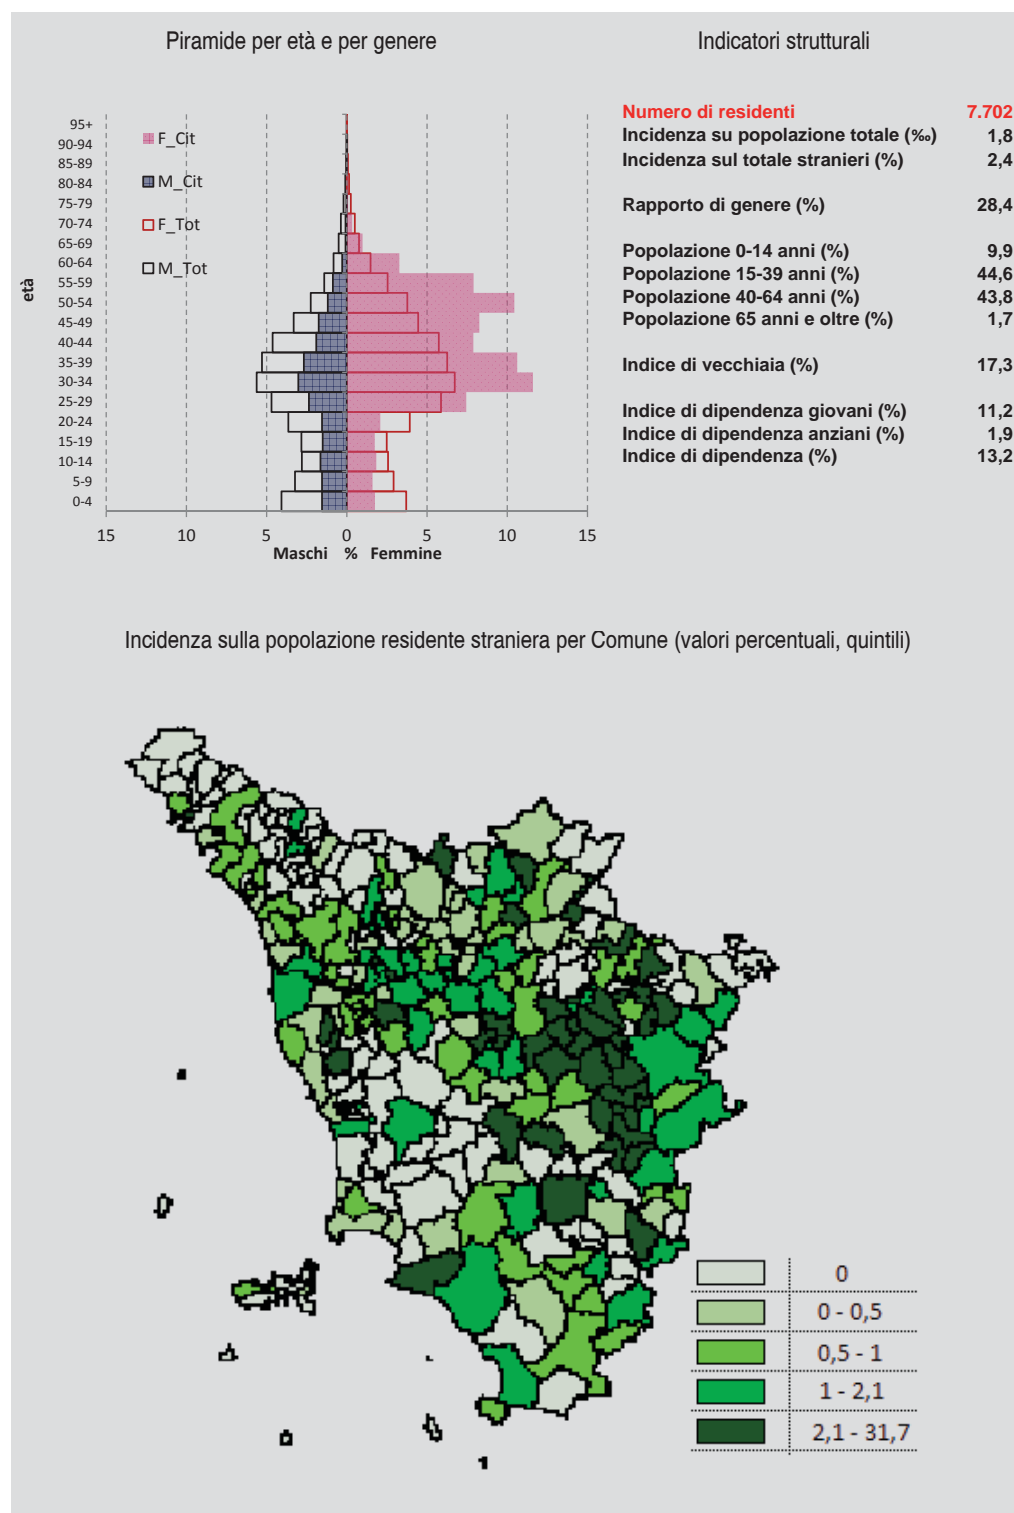 Piramide per età e per genere
95+
90-94
85-89
80-84
75-79
70-74
65-69
60-64
55-59
50-54
45-49
40-44
35-39
30-34
25-29
20-24
15-19
10-14
5-9
0-4
età
F_Cit
M_Cit
F_Tot
M_Tot
15 10 5 0 5 10 15
Maschi % Femmine
Indicatori strutturali
Numero di residenti 7.702
Incidenza su popolazione totale (‰) 1,8
Incidenza sul totale stranieri (%) 2,4
Rapporto di genere (%) 28,4
Popolazione 0-14 anni (%) 9,9
Popolazione 15-39 anni (%) 44,6
Popolazione 40-64 anni (%) 43,8
Popolazione 65 anni e oltre (%) 1,7
Indice di vecchiaia (%) 17,3
Indice di dipendenza giovani (%) 11,2
Indice di dipendenza anziani (%) 1,9
Indice di dipendenza (%) 13,2
Incidenza sulla popolazione residente straniera per Comune (valori percentuali, quintili)
0
0 - 0,5
0,5 - 1
1 - 2,1
2,1 - 31,7